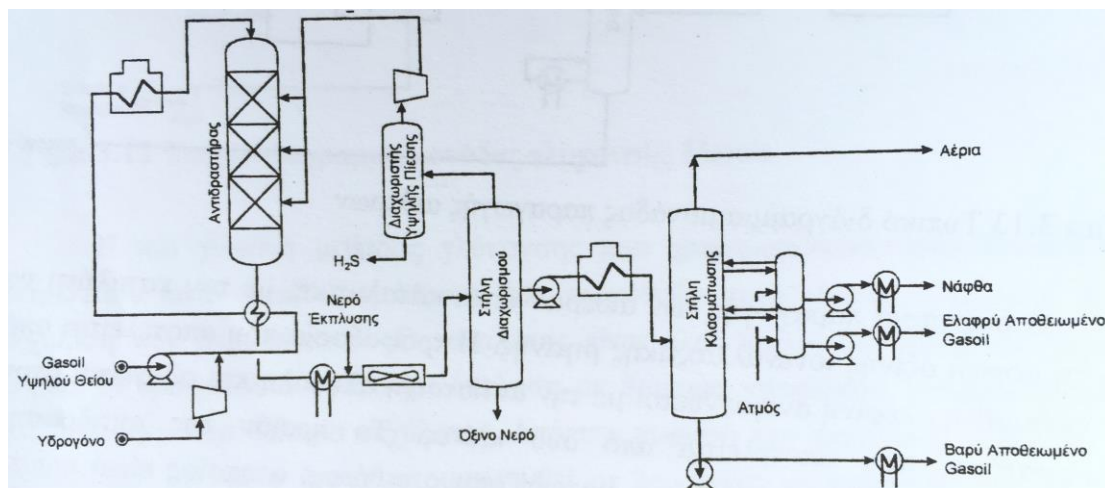 Αντιδραστήρας
Διαχωριστής
Υψηλής Πίεσης
H₂S
Νερό
Έκπλυσης
Gasoil
Υψηλού Θείου
Υδρογόνο
Στήλη
Διαχωρισμού
Όξινο Νερό
Στήλη
Κλασμάτωσης
Ατμός
Αέρια
Νάφθα
Ελαφρύ Αποθειωμένο
Gasoil
Βαρύ Αποθειωμένο
Gasoil